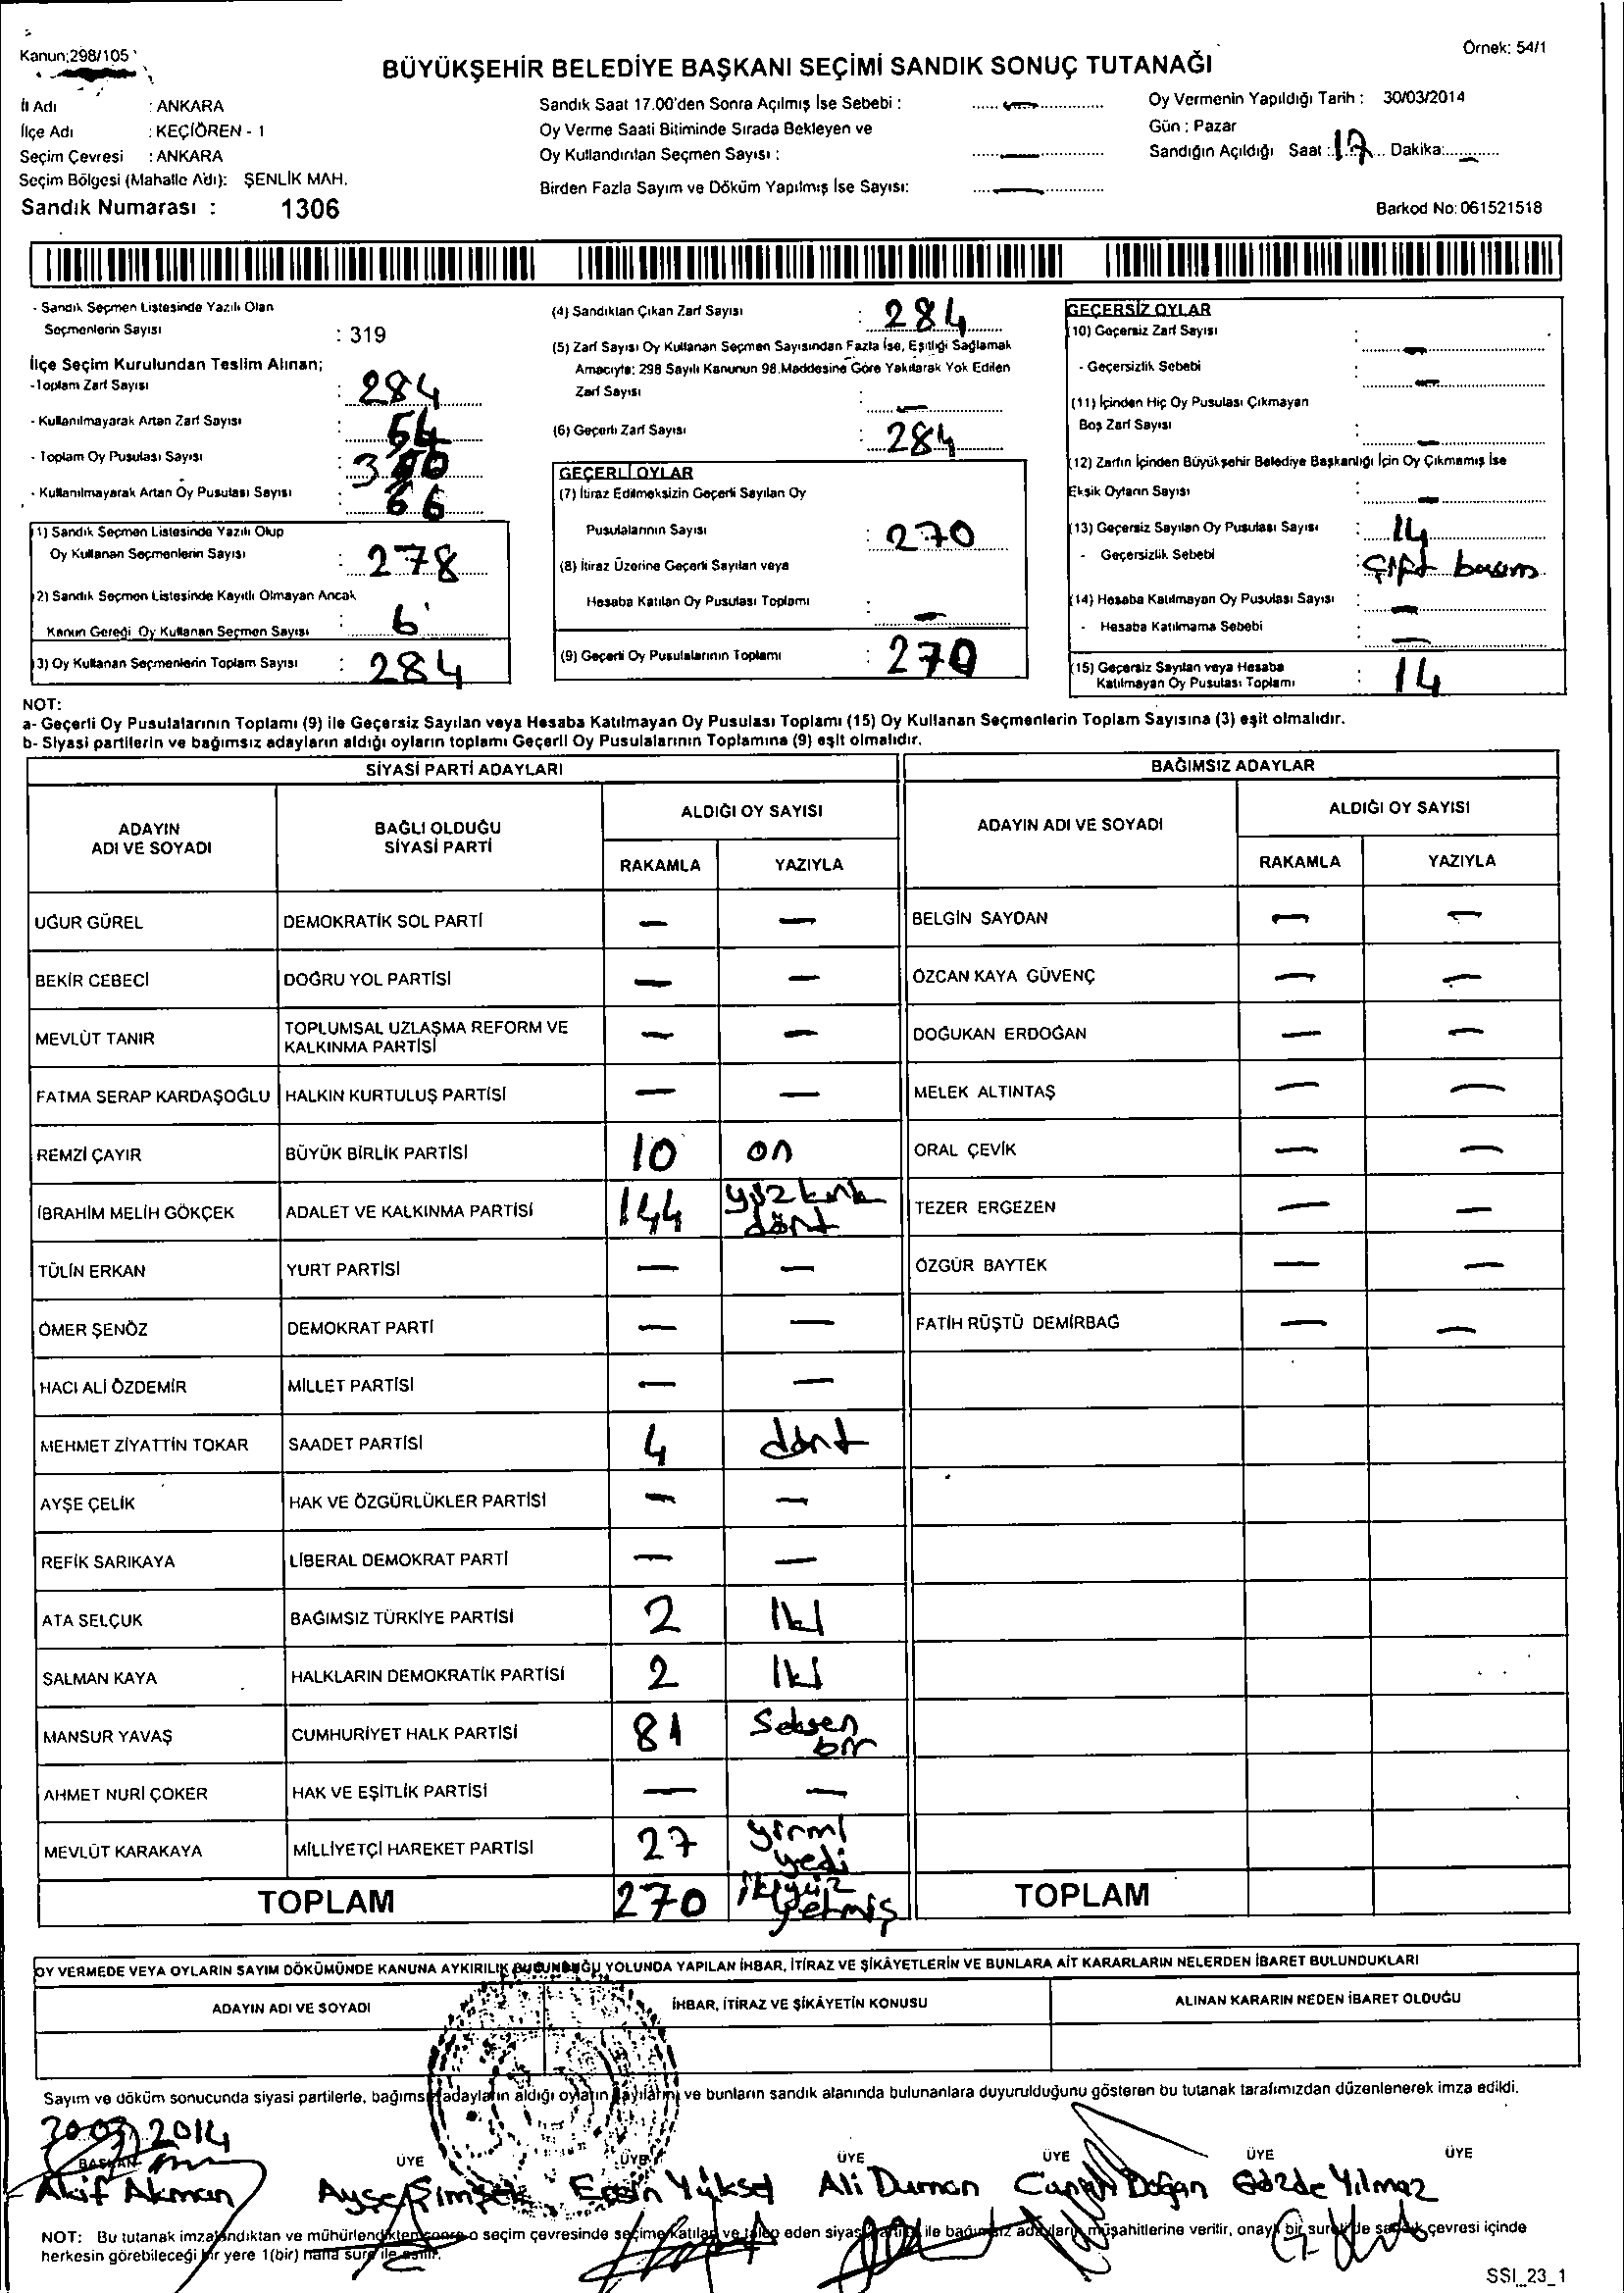 Kanun;298/105
Örnek: 54/1
BÜYÜKŞEHİR BELEDİYE BAŞKANI SEÇİMİ SANDIK SONUÇ TUTANAĞI
İl Adı : ANKARA
İlçe Adı : KEÇİÖREN - 1
Seçim Çevresi : ANKARA
Seçim Bölgesi (Mahalle Adı): ŞENLİK MAH.
Sandık Numarası : 1306
Sandık Saat 17.00'den Sonra Açılmış İse Sebebi :
Oy Verme Saati Bitiminde Sırada Bekleyen ve
Oy Kullandırılan Seçmen Sayısı :
Birden Fazla Sayım ve Döküm Yapılmış İse Sayısı:
Oy Vermenin Yapıldığı Tarih : 30/03/2014
Gün : Pazar
Sandığın Açıldığı Saat : 17 Dakika:
Barkod No: 061521518
- Sandık Seçmen Listesinde Yazılı Olan
Seçmenlerin Sayısı : 319
İlçe Seçim Kurulundan Teslim Alınan;
-Toplam Zarf Sayısı : 284
- Kullanılmayarak Artan Zarf Sayısı :
- Toplam Oy Pusulası Sayısı :
- Kullanılmayarak Artan Oy Pusulası Sayısı : 66
(1) Sandık Seçmen Listesinde Yazılı Olup
Oy Kullanan Seçmenlerin Sayısı : 278
(2) Sandık Seçmen Listesinde Kayıtlı Olmayan Ancak
Kanun Gereği Oy Kullanan Seçmen Sayısı : 6
(3) Oy Kullanan Seçmenlerin Toplam Sayısı : 284
(4) Sandıktan Çıkan Zarf Sayısı : 284
(5) Zarf Sayısı Oy Kullanan Seçmen Sayısından Fazla İse, Eşitliği Sağlamak
Amacıyla; 298 Sayılı Kanunun 98.Maddesine Göre Yakılarak Yok Edilen
Zarf Sayısı :
(6) Geçerli Zarf Sayısı : 284
GEÇERLİ OYLAR
(7) İtiraz Edilmeksizin Geçerli Sayılan Oy
Pusulalarının Sayısı : 270
(8) İtiraz Üzerine Geçerli Sayılan veya
Hesaba Katılan Oy Pusulası Toplamı :
(9) Geçerli Oy Pusulalarının Toplamı : 270
GEÇERSİZ OYLAR
(10) Geçersiz Zarf Sayısı :
- Geçersizlik Sebebi :
(11) İçinden Hiç Oy Pusulası Çıkmayan
Boş Zarf Sayısı :
(12) Zarfın İçinden Büyükşehir Belediye Başkanlığı İçin Oy Çıkmamış İse
Eksik Oyların Sayısı :
(13) Geçersiz Sayılan Oy Pusulası Sayısı : 14
- Geçersizlik Sebebi : Çift basım
(14) Hesaba Katılmayan Oy Pusulası Sayısı :
- Hesaba Katılmama Sebebi :
(15) Geçersiz Sayılan veya Hesaba
Katılmayan Oy Pusulası Toplamı : 14
NOT:
a- Geçerli Oy Pusulalarının Toplamı (9) ile Geçersiz Sayılan veya Hesaba Katılmayan Oy Pusulası Toplamı (15) Oy Kullanan Seçmenlerin Toplam Sayısına (3) eşit olmalıdır.
b- Siyasi partilerin ve bağımsız adayların aldığı oyların toplamı Geçerli Oy Pusulalarının Toplamına (9) eşit olmalıdır.
SİYASİ PARTİ ADAYLARI
ADAYIN
ADI VE SOYADI
BAĞLI OLDUĞU
SİYASİ PARTİ
ALDIĞI OY SAYISI
RAKAMLA YAZIYLA
UĞUR GÜREL DEMOKRATİK SOL PARTİ — —
BEKİR CEBECİ DOĞRU YOL PARTİSİ — —
MEVLÜT TANIR TOPLUMSAL UZLAŞMA REFORM VE
KALKINMA PARTİSİ — —
FATMA SERAP KARDAŞOĞLU HALKIN KURTULUŞ PARTİSİ — —
REMZİ ÇAYIR BÜYÜK BİRLİK PARTİSİ 10 on
İBRAHİM MELİH GÖKÇEK ADALET VE KALKINMA PARTİSİ 144 yüz kırk
dört
TÜLİN ERKAN YURT PARTİSİ — —
ÖMER ŞENÖZ DEMOKRAT PARTİ — —
HACI ALİ ÖZDEMİR MİLLET PARTİSİ — —
MEHMET ZİYATTİN TOKAR SAADET PARTİSİ 4 dört
AYŞE ÇELİK HAK VE ÖZGÜRLÜKLER PARTİSİ — —
REFİK SARIKAYA LİBERAL DEMOKRAT PARTİ — —
ATA SELÇUK BAĞIMSIZ TÜRKİYE PARTİSİ 2 İki
SALMAN KAYA HALKLARIN DEMOKRATİK PARTİSİ 2 İki
MANSUR YAVAŞ CUMHURİYET HALK PARTİSİ 81 Seksen
bir
AHMET NURİ ÇOKER HAK VE EŞİTLİK PARTİSİ — —
MEVLÜT KARAKAYA MİLLİYETÇİ HAREKET PARTİSİ 27 yirmi
yedi
TOPLAM 270 ikiyüz
yetmiş
BAĞIMSIZ ADAYLAR
ADAYIN ADI VE SOYADI
ALDIĞI OY SAYISI
RAKAMLA YAZIYLA
BELGİN SAYDAN — —
ÖZCAN KAYA GÜVENÇ — —
DOĞUKAN ERDOĞAN — —
MELEK ALTINTAŞ — —
ORAL ÇEVİK — —
TEZER ERGEZEN — —
ÖZGÜR BAYTEK — —
FATİH RÜŞTÜ DEMİRBAĞ — —
TOPLAM
OY VERMEDE VEYA OYLARIN SAYIM DÖKÜMÜNDE KANUNA AYKIRILIK BULUNDUĞU YOLUNDA YAPILAN İHBAR, İTİRAZ VE ŞİKÂYETLERİN VE BUNLARA AİT KARARLARIN NELERDEN İBARET BULUNDUKLARI
ADAYIN ADI VE SOYADI İHBAR, İTİRAZ VE ŞİKÂYETİN KONUSU ALINAN KARARIN NEDEN İBARET OLDUĞU
Sayım ve döküm sonucunda siyasi partilerle, bağımsız adayların aldığı oyların sayılarını ve bunların sandık alanında bulunanlara duyurulduğunu gösteren bu tutanak tarafımızdan düzenlenerek imza edildi.
30.03.2014
BAŞKAN ÜYE ÜYE ÜYE ÜYE ÜYE ÜYE
Akif Akman Ayşe Şimşek Ersin Yüksel Ali Duman Canan Doğan Gözde Yılmaz
NOT: Bu tutanak imzalandıktan ve mühürlendikten sonra o seçim çevresinde seçime katılan ve talep eden siyasi parti ile bağımsız adayların müşahitlerine verilir, onaylı bir sureti de sandık çevresi içinde
herkesin görebileceği bir yere 1(bir) hafta süre ile asılır.
SSI_23_1